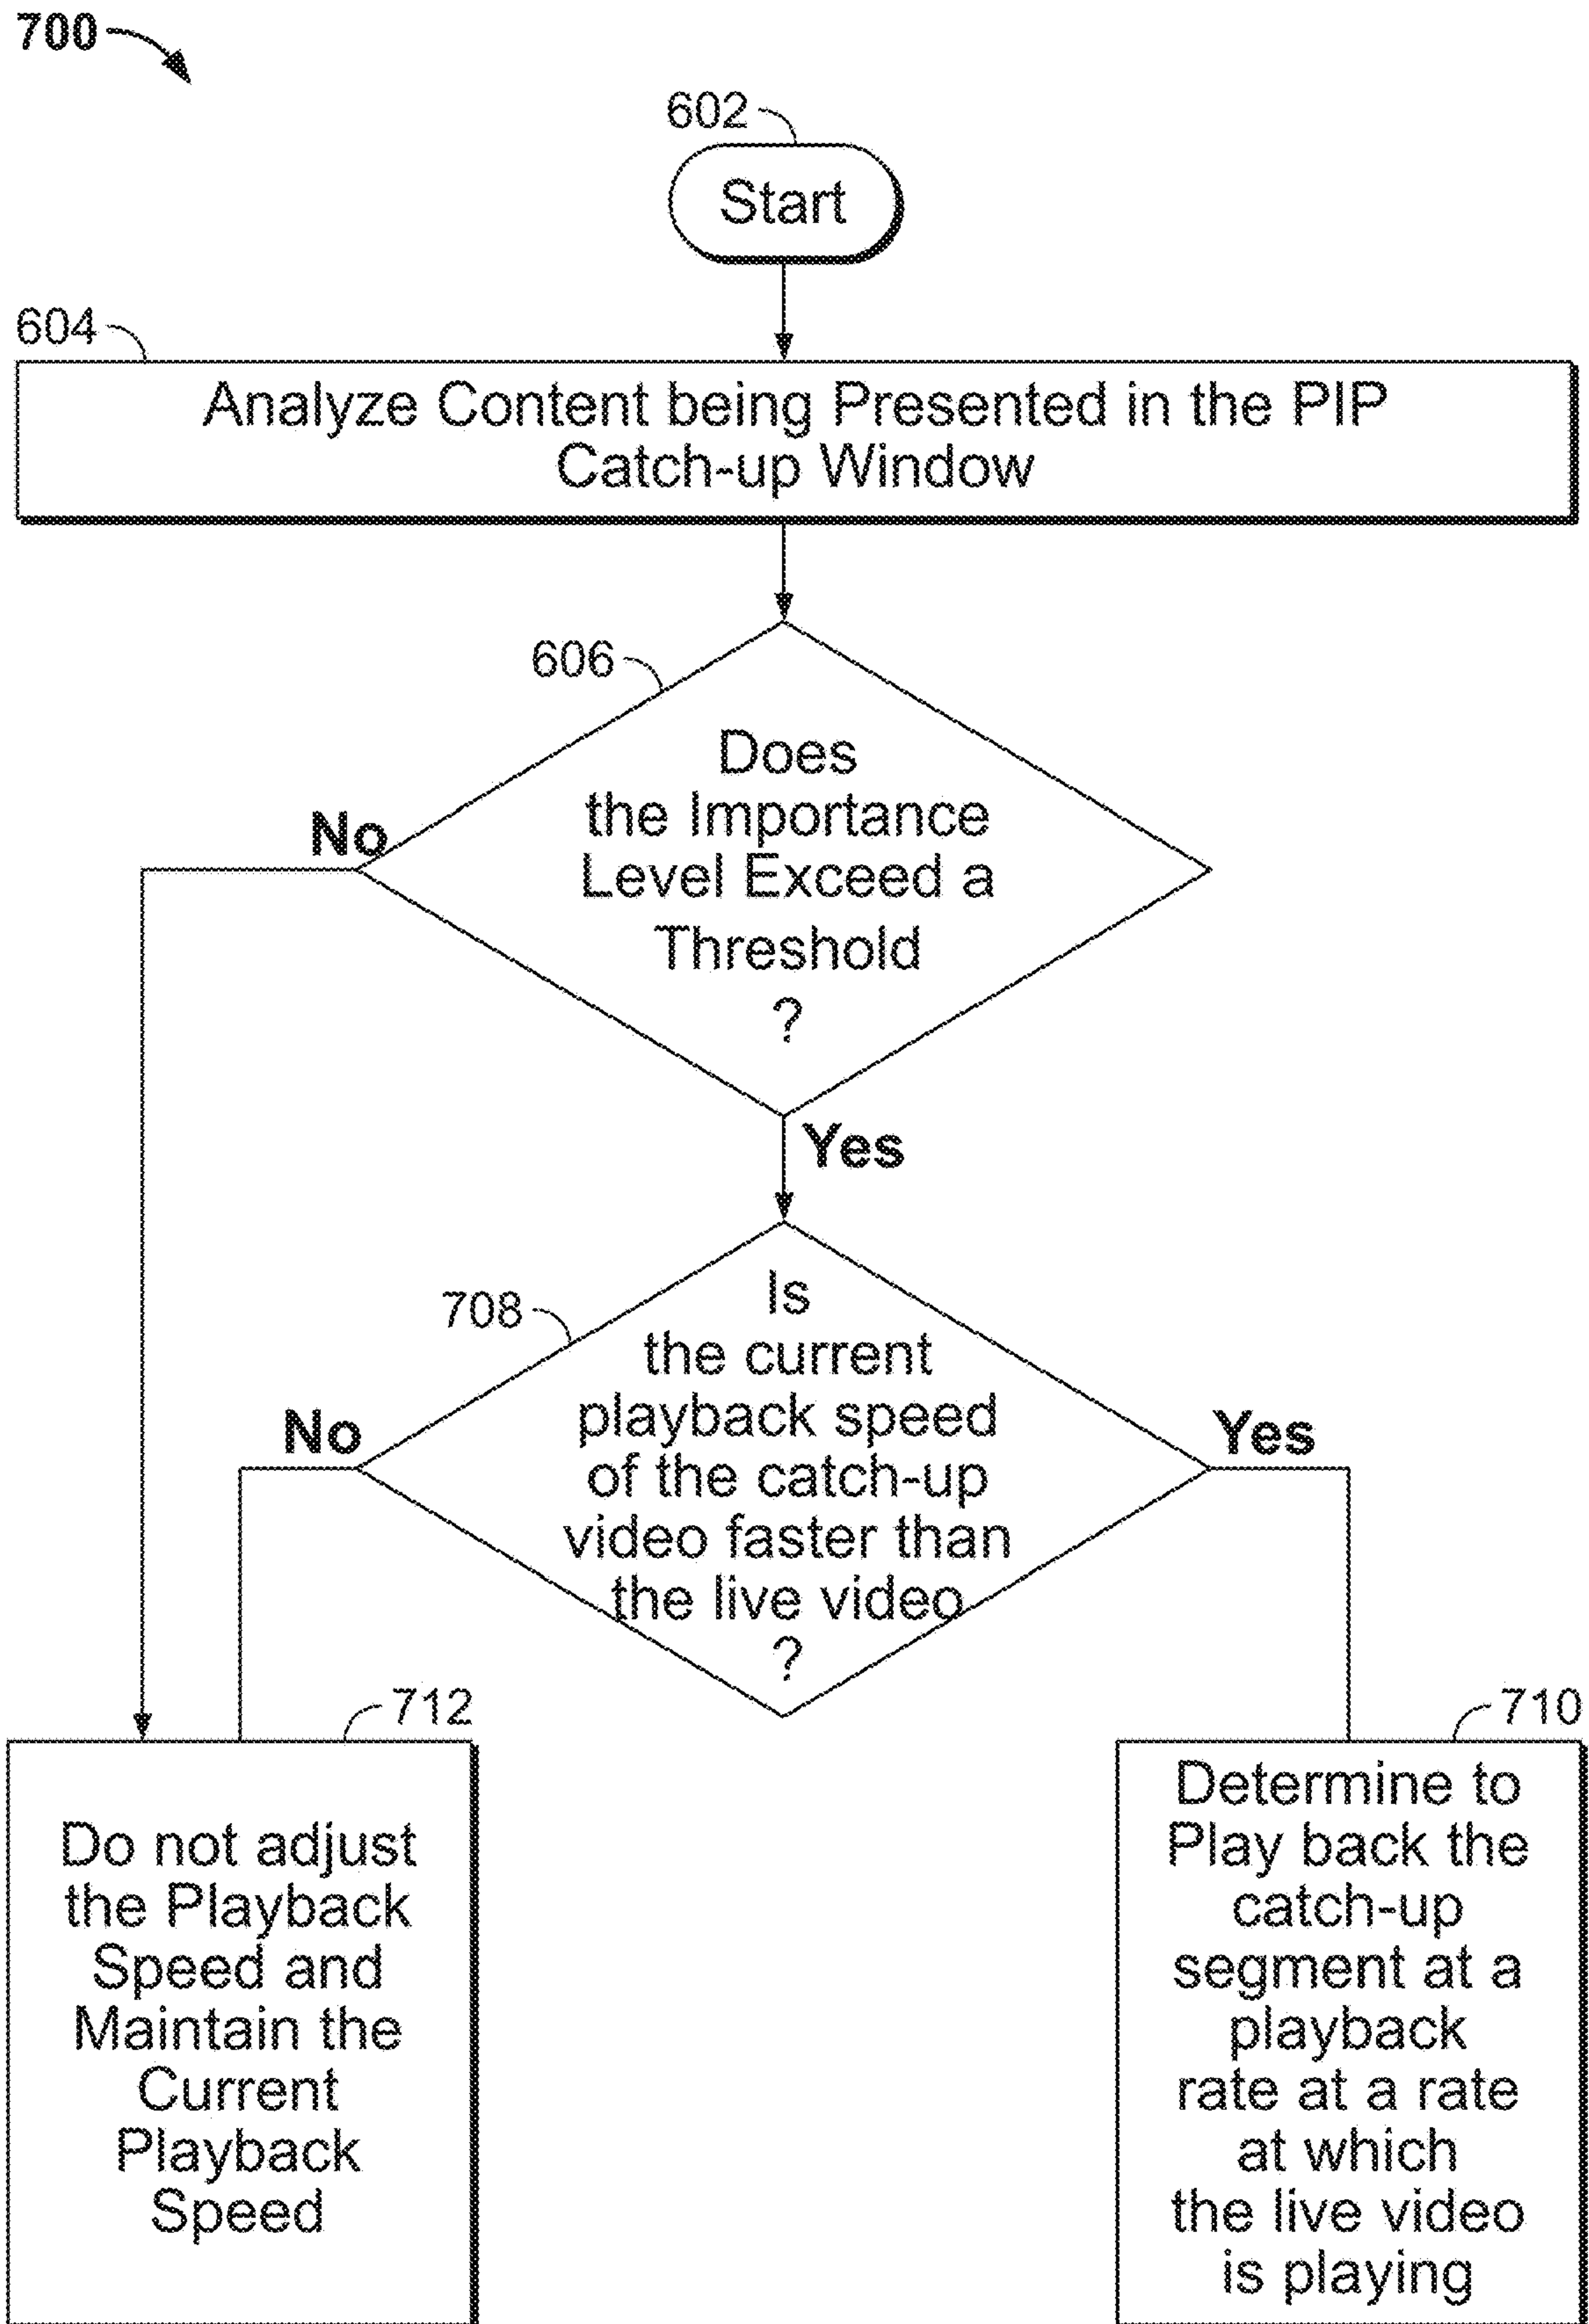 700
602
Start
604
Analyze Content being Presented in the PIP
Catch-up Window
606
Does
the Importance
Level Exceed a
Threshold
?
No
Yes
708
Is
the current
playback speed
of the catch-up
video faster than
the live video
?
No
Yes
712
Do not adjust
the Playback
Speed and
Maintain the
Current
Playback
Speed
710
Determine to
Play back the
catch-up
segment at a
playback
rate at a rate
at which
the live video
is playing